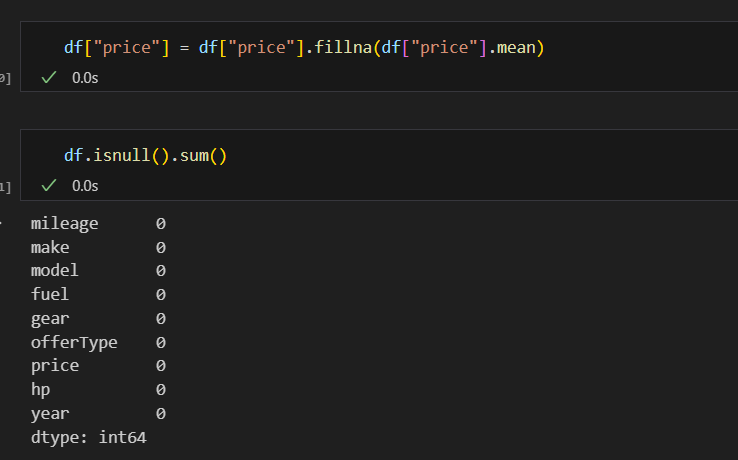 df["price"] = df["price"].fillna(df["price"].mean)
0]
0.0s
df.isnull().sum()
1]
0.0s
mileage 0
make 0
model 0
fuel 0
gear 0
offerType 0
price 0
hp 0
year 0
dtype: int64